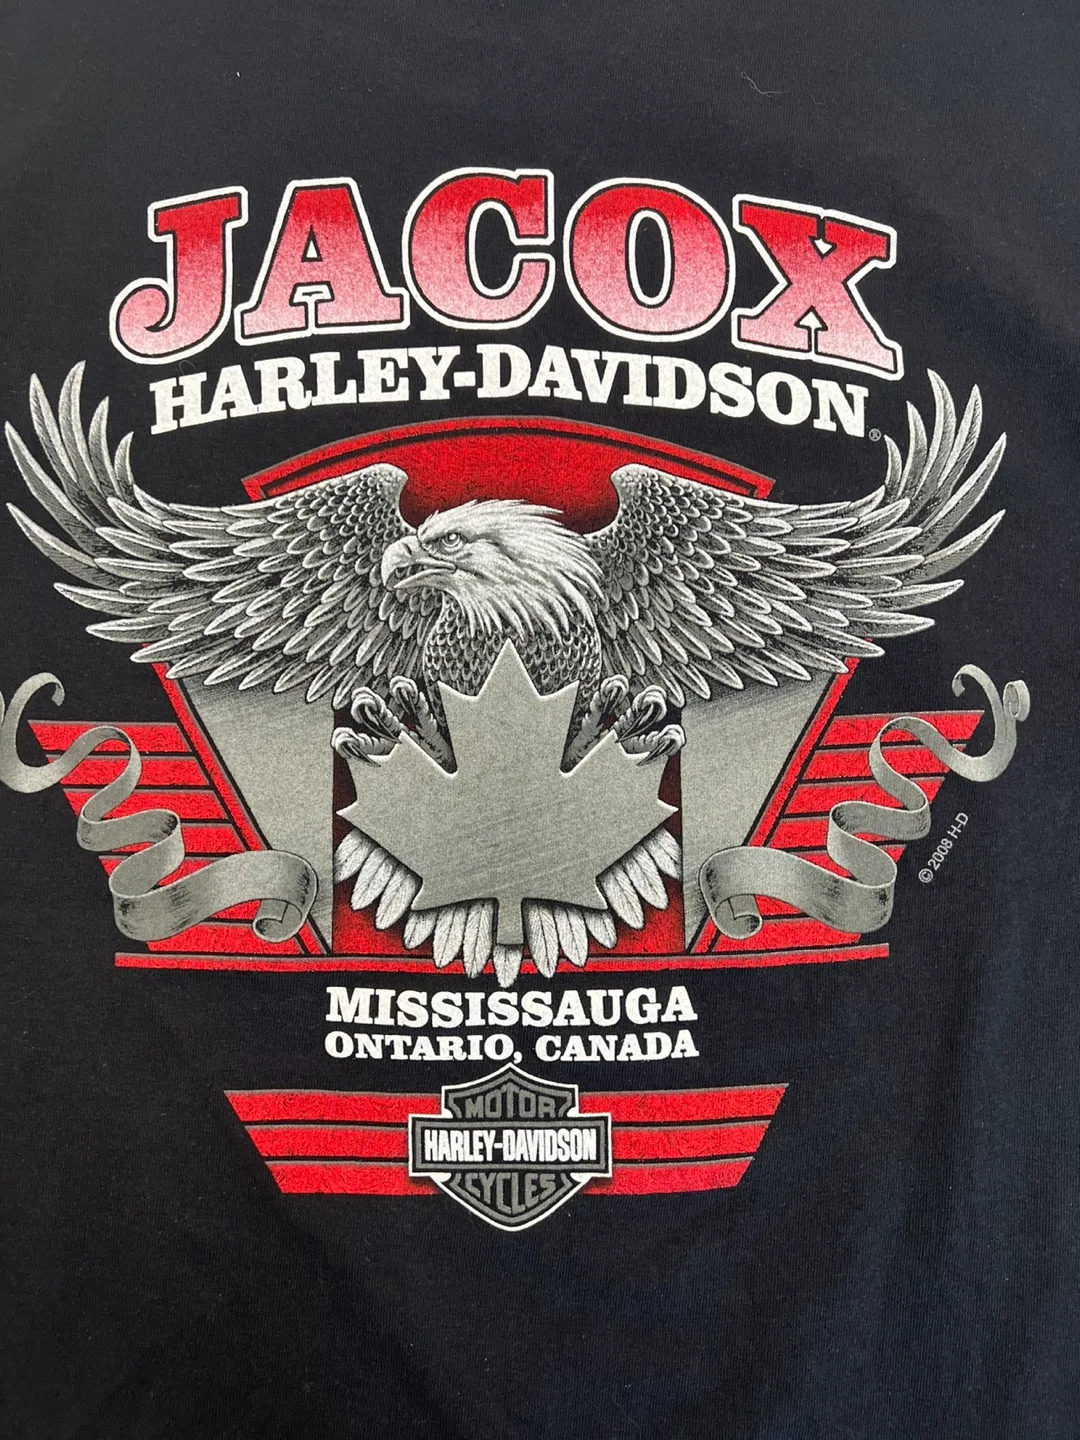 JACOX
HARLEY-DAVIDSON®
© 2008 H-D
MISSISSAUGA
ONTARIO, CANADA
MOTOR
HARLEY-DAVIDSON
CYCLES